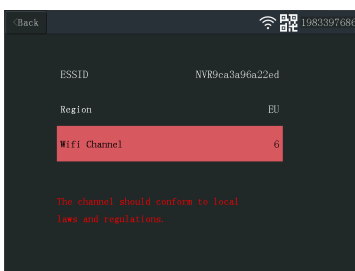 <Back
1983397686
ESSID NVR9ca3a96a22ed
Region EU
Wifi Channel 6
The channel should conform to local
laws and regulations.